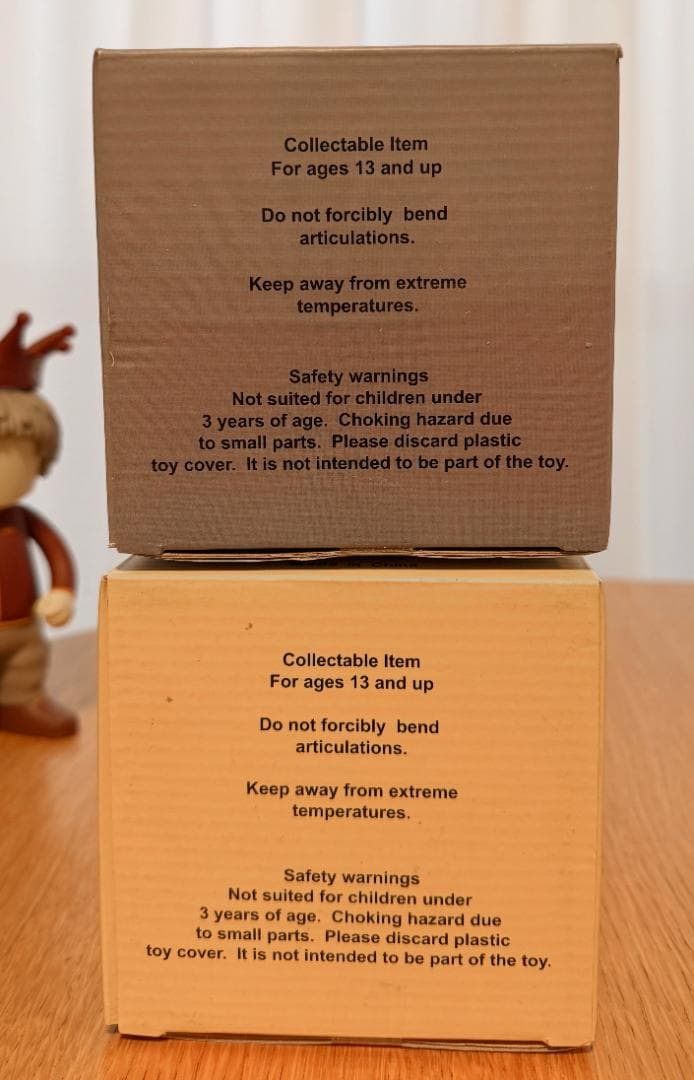 Collectable Item
For ages 13 and up
Do not forcibly  bend
articulations.
Keep away from extreme
temperatures.
Safety warnings
Not suited for children under
3 years of age.  Choking hazard due
to small parts.  Please discard plastic
toy cover.  It is not intended to be part of the toy.
Collectable Item
For ages 13 and up
Do not forcibly  bend
articulations.
Keep away from extreme
temperatures.
Safety warnings
Not suited for children under
3 years of age.  Choking hazard due
to small parts.  Please discard plastic
toy cover.  It is not intended to be part of the toy.